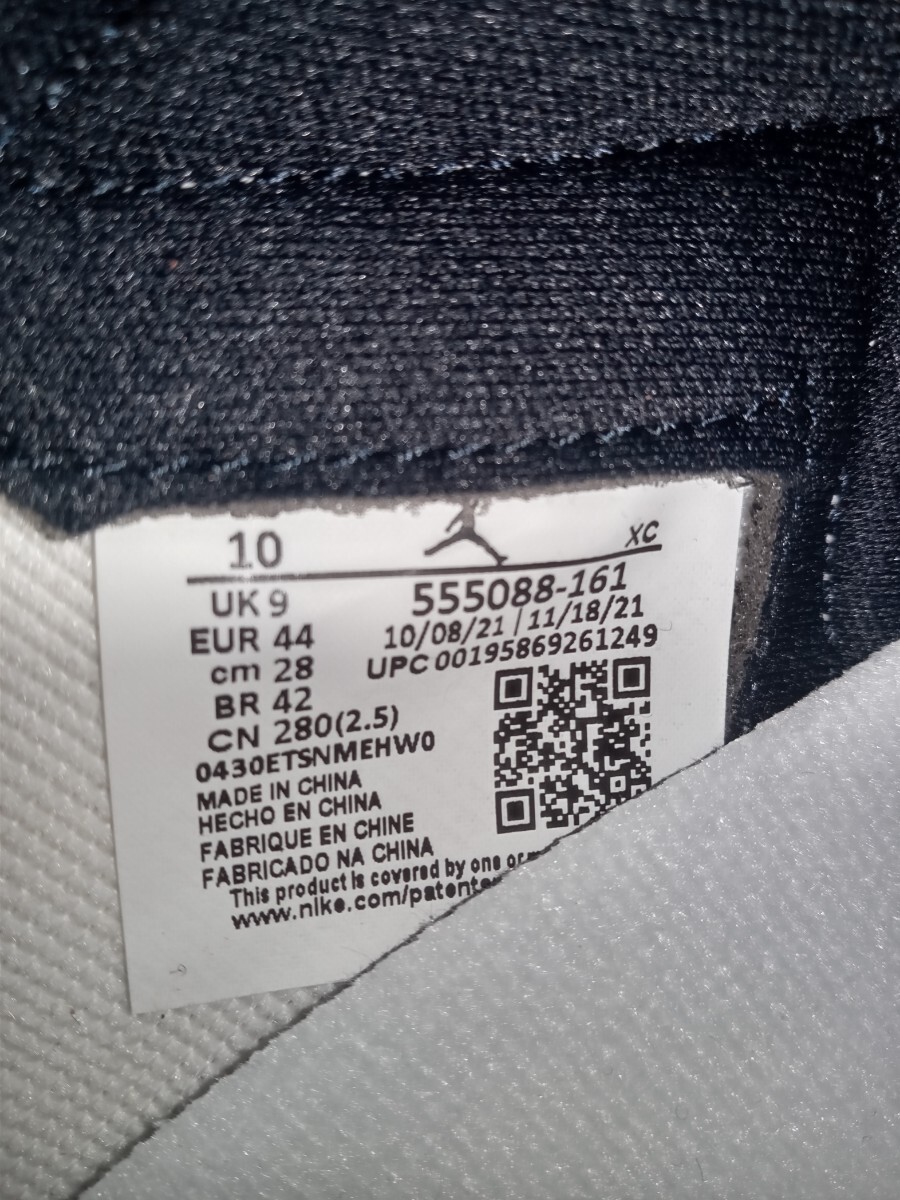 10
XC
UK 9
EUR 44
cm 28
BR 42
CN 280(2.5)
555088-161
10/08/21 | 11/18/21
UPC 00195869261249
0430ETSNMEHW0
MADE IN CHINA
HECHO EN CHINA
FABRIQUE EN CHINE
FABRICADO NA CHINA
This product is covered by one or
www.nike.com/patent